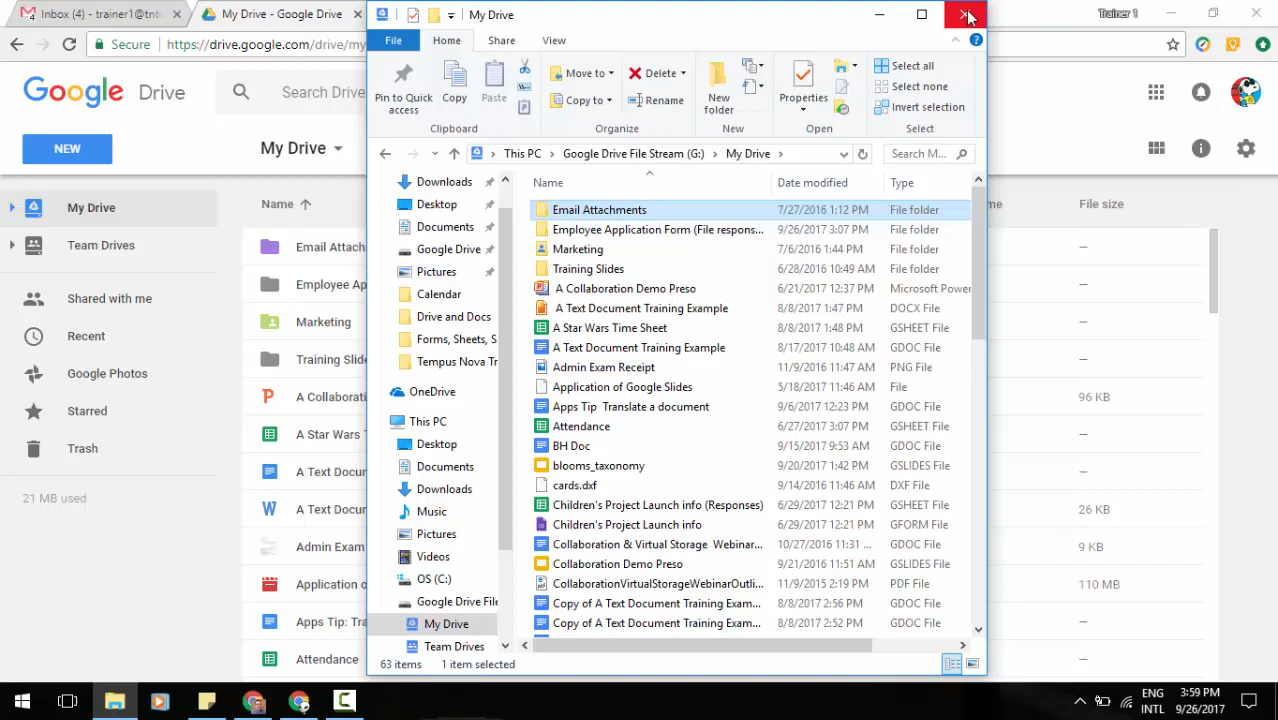 Inbox (4) - trainer1@tntr
My Drive - Google Drive
My Drive
Trainer 1
Secure
https://drive.google.com/drive/my
File
Home
Share
View
Pin to Quick access
Copy
Paste
Clipboard
Move to
Copy to
Delete
Rename
Organize
New folder
New
Properties
Open
Select all
Select none
Invert selection
Select
Google Drive
Search Drive
This PC
Google Drive File Stream (G:)
My Drive
Search M...
NEW
My Drive
My Drive
Team Drives
Shared with me
Recent
Google Photos
Starred
Trash
21 MB used
Name
Email Attach
Employee Ap
Marketing
Training Slide
A Collaborati
A Star Wars T
A Text Docum
A Text Docum
Admin Exam
Application o
Apps Tip: Tra
Attendance
Downloads
Desktop
Documents
Google Drive
Pictures
Calendar
Drive and Docs
Forms, Sheets, S
Tempus Nova Tr
OneDrive
This PC
Desktop
Documents
Downloads
Music
Pictures
Videos
OS (C:)
Google Drive File
My Drive
Team Drives
Name Date modified Type
Email Attachments 7/27/2016 1:12 PM File folder
Employee Application Form (File respons... 9/26/2017 3:07 PM File folder
Marketing 7/6/2016 1:44 PM File folder
Training Slides 6/28/2016 10:49 AM File folder
A Collaboration Demo Preso 6/21/2017 12:37 PM Microsoft Power
A Text Document Training Example 8/8/2017 1:47 PM DOCX File
A Star Wars Time Sheet 8/8/2017 1:48 PM GSHEET File
A Text Document Training Example 8/17/2017 10:48 AM GDOC File
Admin Exam Receipt 11/9/2016 11:47 AM PNG File
Application of Google Slides 5/18/2017 11:46 AM File
Apps Tip Translate a document 9/6/2017 12:23 PM GDOC File
Attendance 6/27/2017 3:07 PM GSHEET File
BH Doc 9/15/2017 9:53 AM GDOC File
blooms_taxonomy 9/20/2017 1:42 PM GSLIDES File
cards.dxf 9/14/2016 11:46 AM DXF File
Children's Project Launch info (Responses) 6/29/2017 12:21 PM GSHEET File
Children's Project Launch info 6/29/2017 12:21 PM GFORM File
Collaboration & Virtual Storage Webinar... 10/27/2016 11:31 ... GDOC File
Collaboration Demo Preso 9/21/2016 11:51 AM GSLIDES File
CollaborationVirtualStorageWebinarOutli... 11/9/2015 2:19 PM PDF File
Copy of A Text Document Training Exam... 8/8/2017 2:56 PM GDOC File
Copy of A Text Document Training Exam... 8/8/2017 2:52 PM GDOC File
63 items 1 item selected
me
File size
–
–
–
–
96 KB
–
–
26 KB
9 KB
110 MB
–
–
ENG
INTL
3:59 PM
9/26/2017